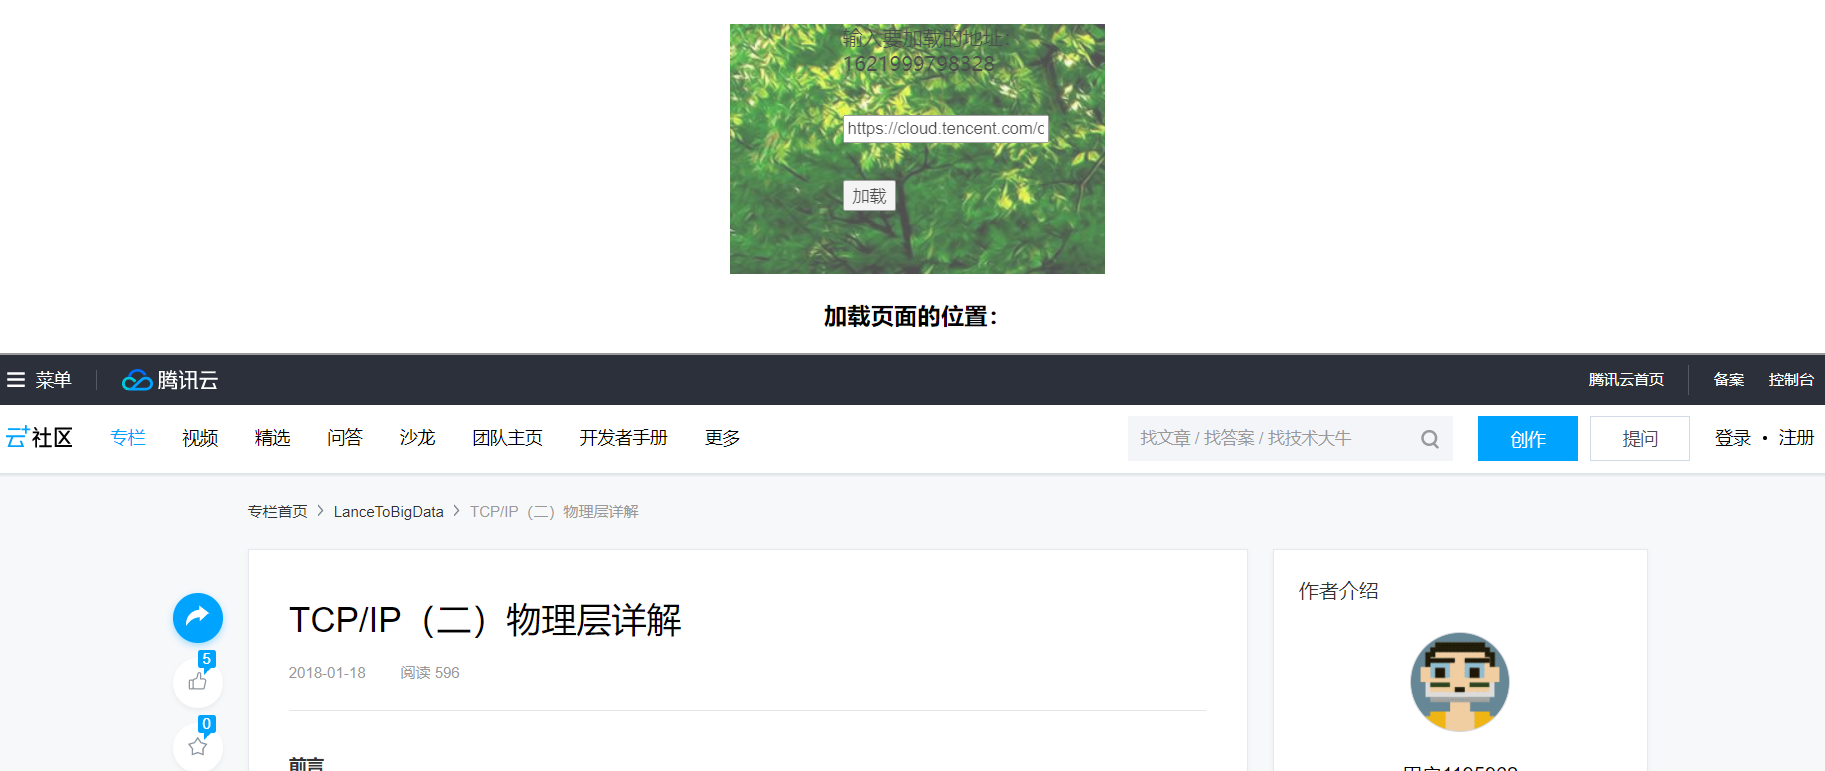 输入要加载的地址：
1621999798328
https://cloud.tencent.com/
加载
加载页面的位置：
菜单 腾讯云 腾讯云首页 备案 控制台
云+社区 专栏 视频 精选 问答 沙龙 团队主页 开发者手册 更多 找文章 / 找答案 / 找技术大牛 创作 提问 登录 · 注册
专栏首页 > LanceToBigData > TCP/IP（二）物理层详解
TCP/IP（二）物理层详解
作者介绍
2018-01-18 阅读 596
5
0
前言